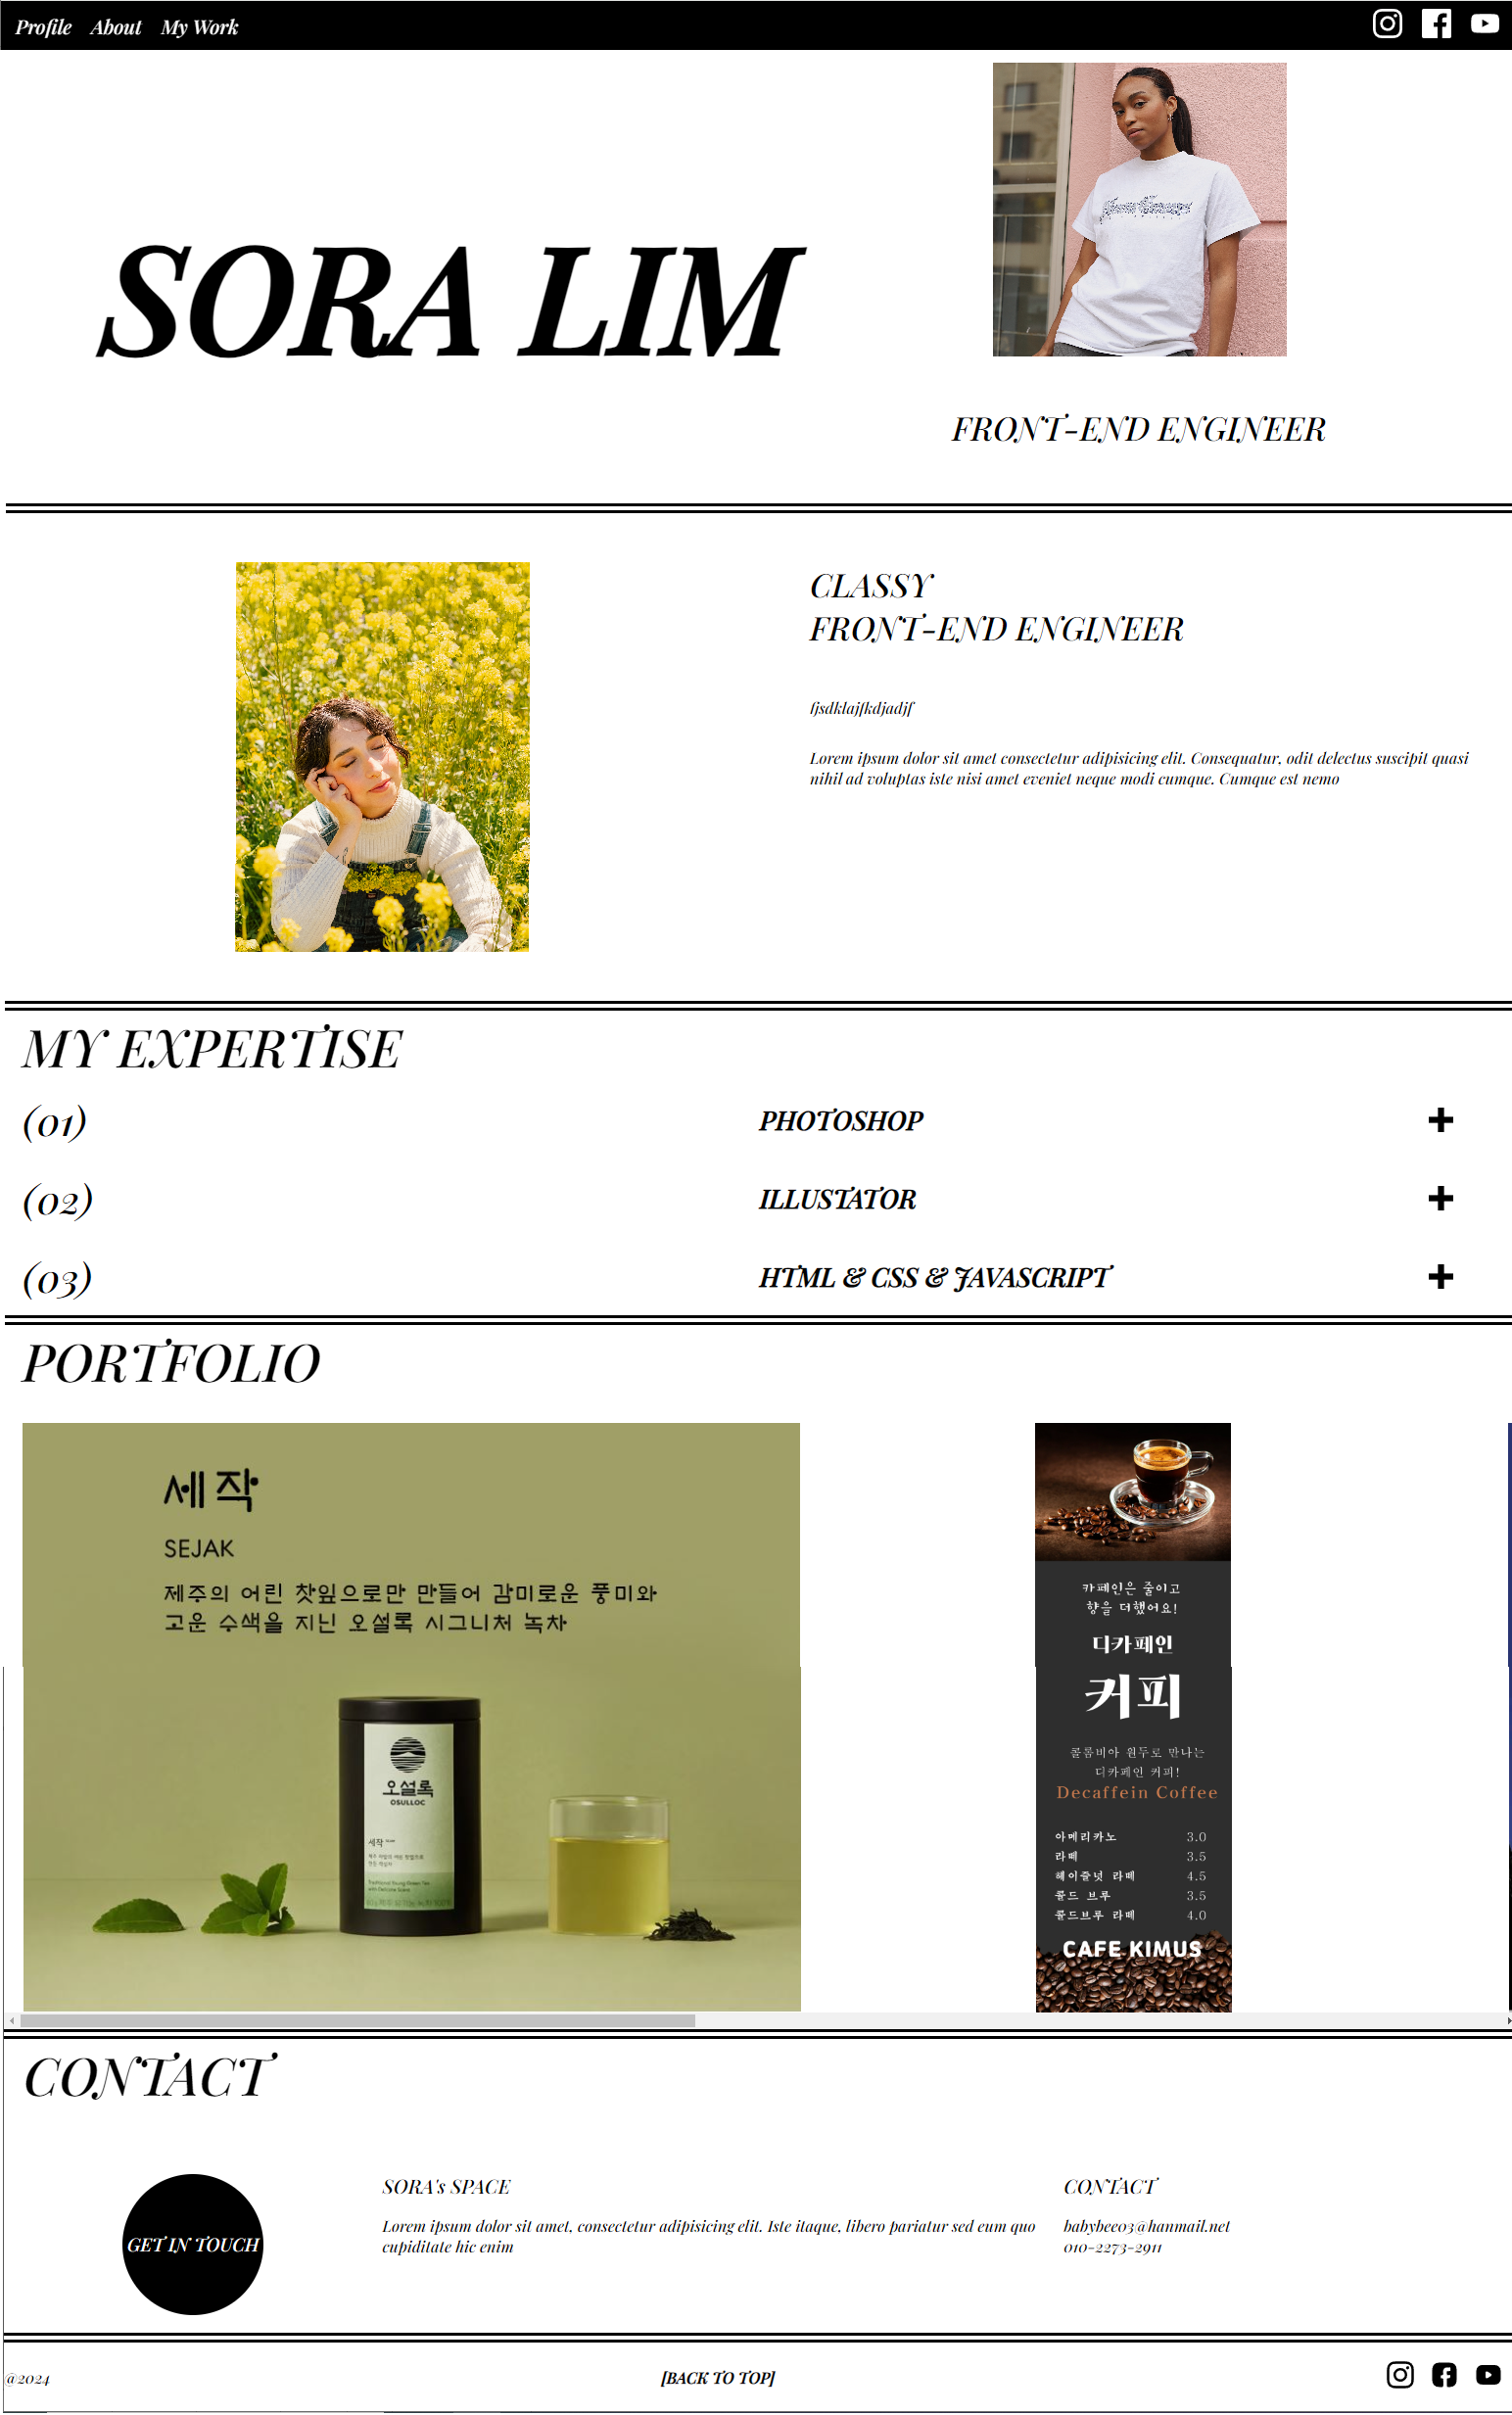 Profile About My Work
SORA LIM
FRONT-END ENGINEER
CLASSY
FRONT-END ENGINEER
fjsdklajfkdjadjf
Lorem ipsum dolor sit amet consectetur adipisicing elit. Consequatur, odit delectus suscipit quasi
nihil ad voluptas iste nisi amet eveniet neque modi cumque. Cumque est nemo
MY EXPERTISE
(01) PHOTOSHOP
(02) ILLUSTATOR
(03) HTML & CSS & JAVASCRIPT
PORTFOLIO
세작
SEJAK
제주의 어린 찻잎으로만 만들어 감미로운 풍미와
고운 수색을 지닌 오설록 시그니처 녹차
오설록
OSULLOC
세작
카페인은 줄이고
향을 더했어요!
디카페인
커피
콜롬비아 원두로 만나는
디카페인 커피!
Decaffein Coffee
아메리카노 3.0
라떼 3.5
헤이즐넛 라떼 4.5
콜드 브루 3.5
콜드브루 라떼 4.0
CAFE KIMUS
CONTACT
GET IN TOUCH
SORA's SPACE
Lorem ipsum dolor sit amet, consectetur adipisicing elit. Iste itaque, libero pariatur sed eum quo
cupiditate hic enim
CONTACT
babybee03@hanmail.net
010-2273-2911
@2024
[BACK TO TOP]